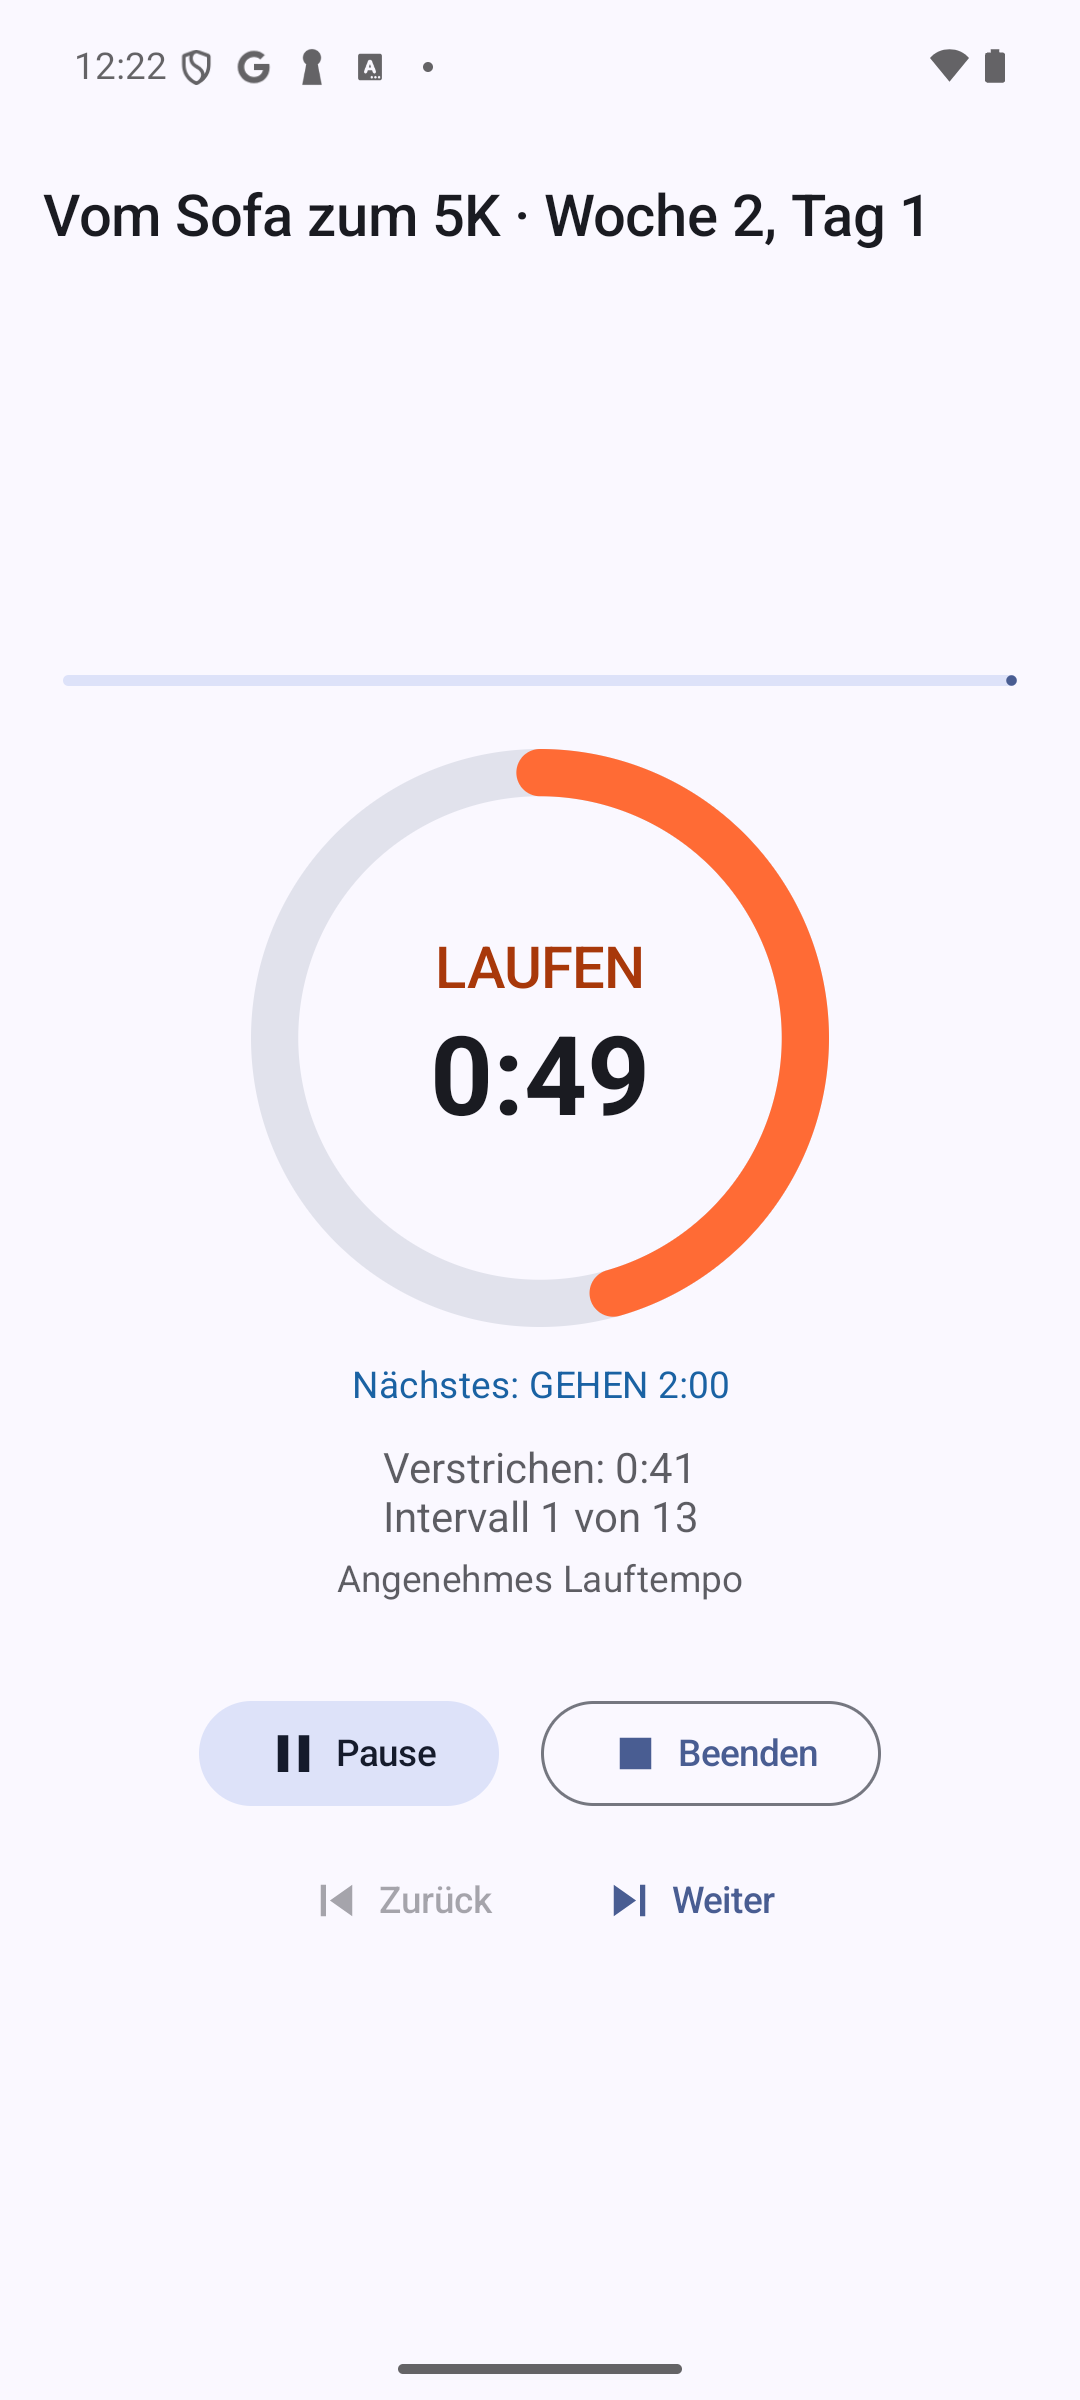 12:22
Vom Sofa zum 5K · Woche 2, Tag 1
LAUFEN
0:49
Nächstes: GEHEN 2:00
Verstrichen: 0:41
Intervall 1 von 13
Angenehmes Lauftempo
Pause
Beenden
Zurück
Weiter